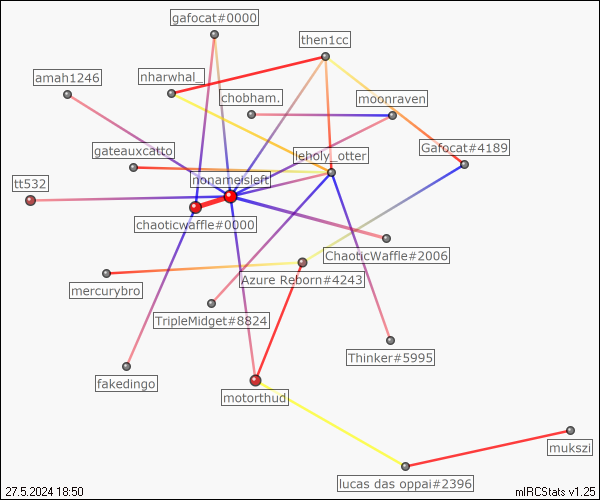 gafocat#0000
then1cc
amah1246
nharwhal_
chobham.
moonraven
gateauxcatto
leholy_otter
Gafocat#4189
tt532
nonameisleft
chaoticwaffle#0000
ChaoticWaffle#2006
mercurybro
Azure Reborn#4243
TripleMidget#8824
Thinker#5995
fakedingo
motorthud
mukszi
lucas das oppai#2396
27.5.2024 18:50
mIRCStats v1.25